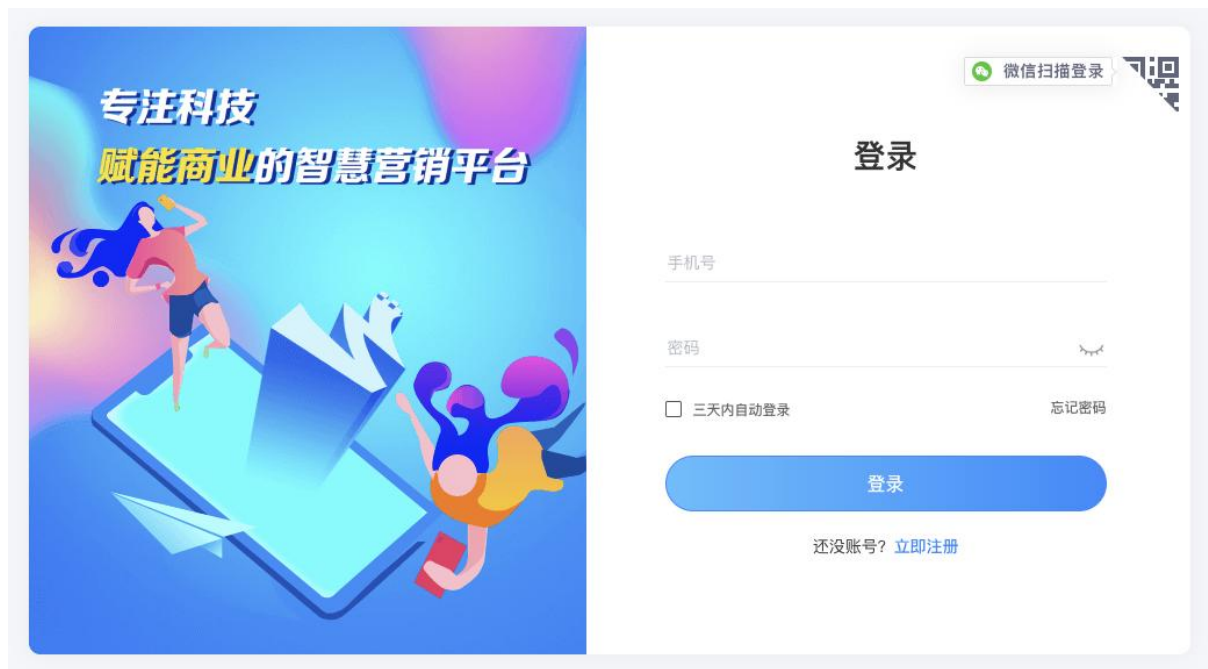 专注科技
赋能商业的智慧营销平台
微信扫描登录
登录
手机号
密码
三天内自动登录
忘记密码
登录
还没账号? 立即注册